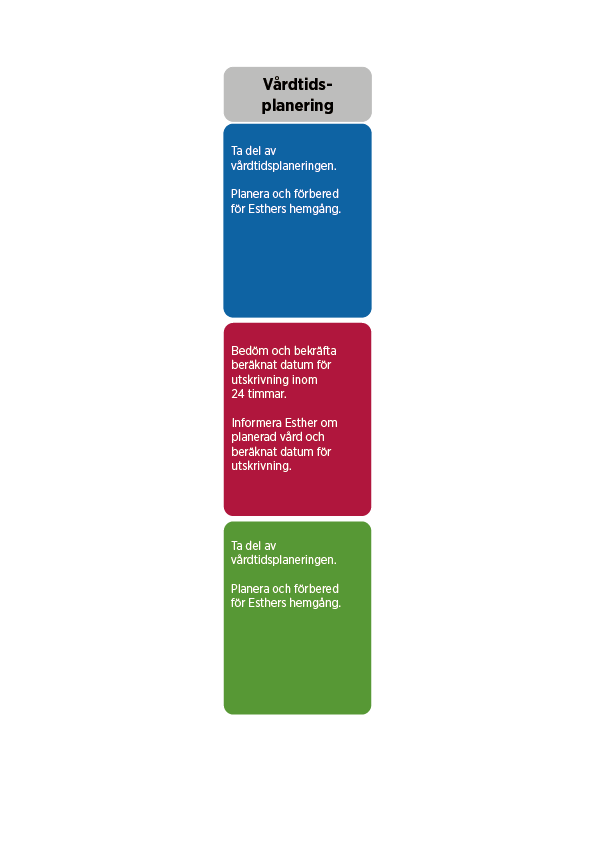 Vårdtids-
planering
Ta del av
vårdtidsplaneringen.
Planera och förbered
för Esthers hemgång.
Bedöm och bekräfta
beräknat datum för
utskrivning inom
24 timmar.
Informera Esther om
planerad vård och
beräknat datum för
utskrivning.
Ta del av
vårdtidsplaneringen.
Planera och förbered
för Esthers hemgång.